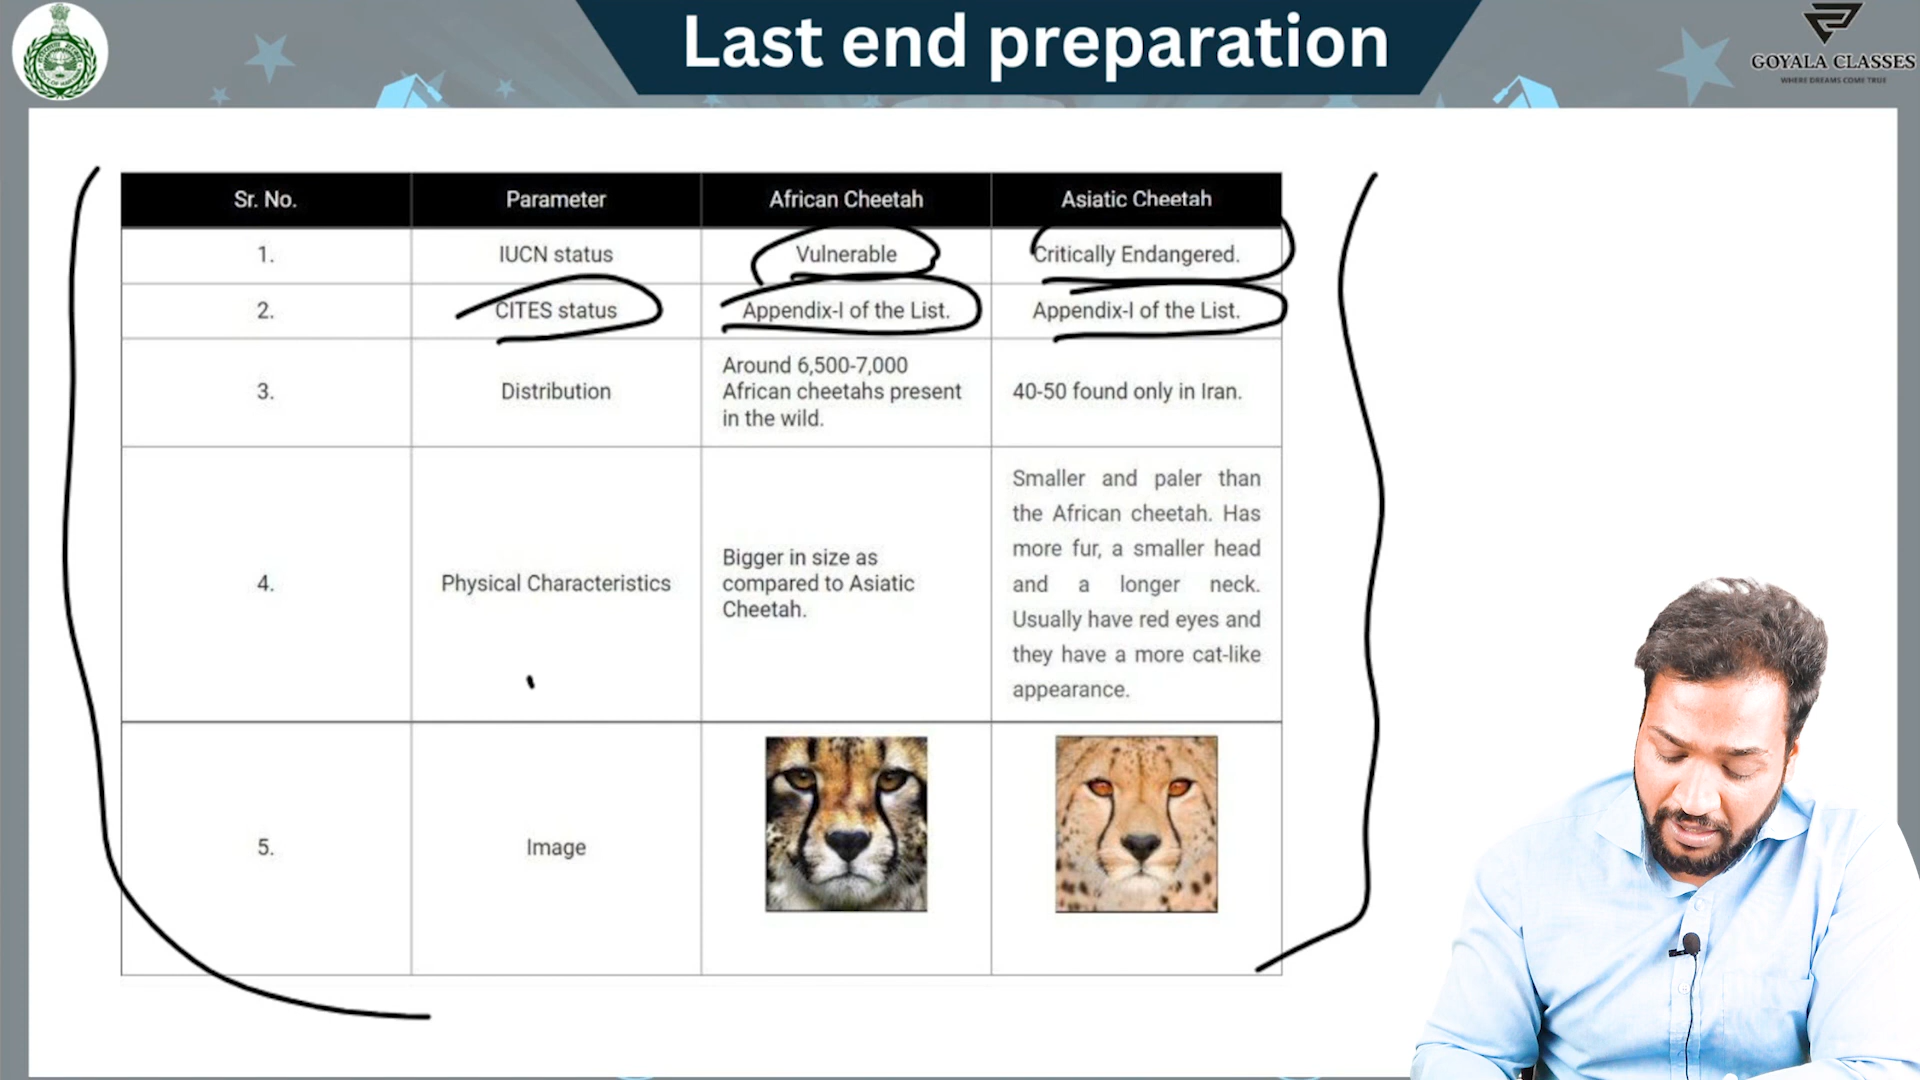 Last end preparation
GOYALA CLASSES
WHERE DREAMS COME TRUE
Sr. No. Parameter African Cheetah Asiatic Cheetah
1. IUCN status Vulnerable Critically Endangered.
2. CITES status Appendix-I of the List. Appendix-I of the List.
3. Distribution
Around 6,500-7,000
African cheetahs present
in the wild.
40-50 found only in Iran.
4. Physical Characteristics
Bigger in size as
compared to Asiatic
Cheetah.
Smaller and paler than
the African cheetah. Has
more fur, a smaller head
and a longer neck.
Usually have red eyes and
they have a more cat-like
appearance.
5. Image